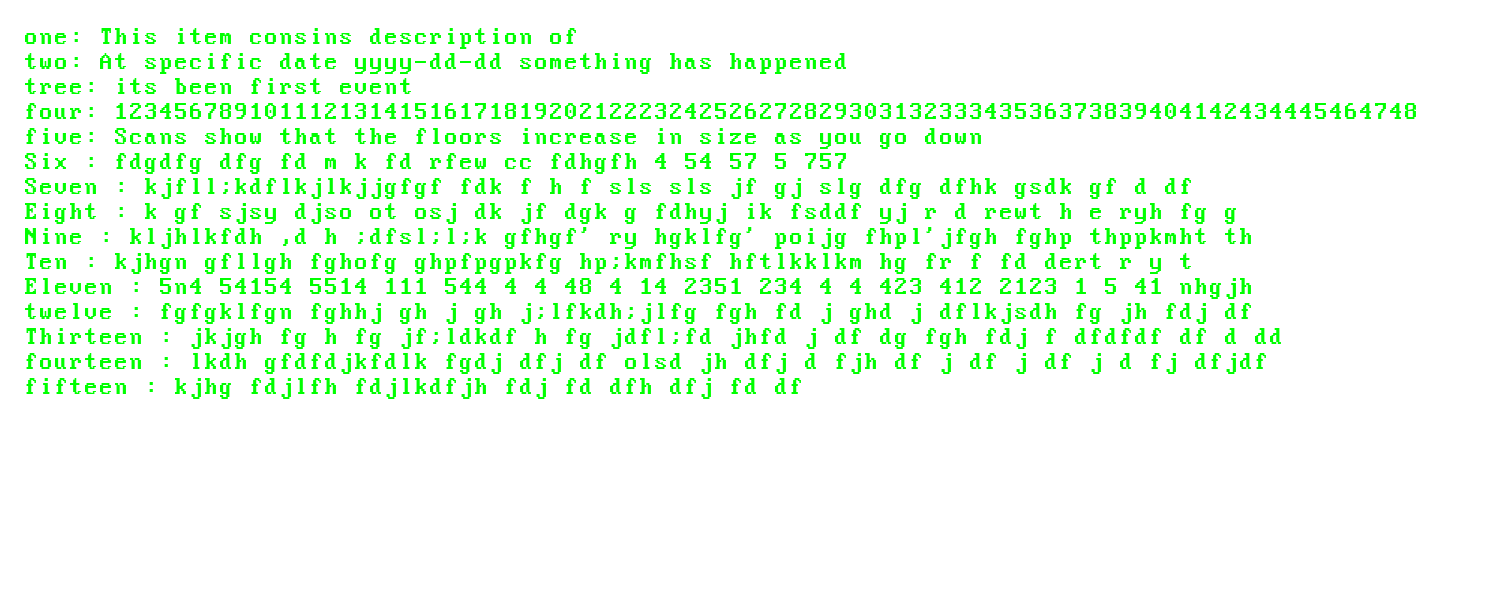 one: This item consins description of
two: At specific date yyyy-dd-dd something has happened
tree: its been first event
four: 123456789101112131415161718192021222324252627282930313233343536373839404142434445464748
five: Scans show that the floors increase in size as you go down
Six : fdgdfg dfg fd m k fd rfew cc fdhgfh 4 54 57 5 757
Seven : kjfll;kdflkjlkjjgfgf fdk f h f sls sls jf gj slg dfg dfhk gsdk gf d df
Eight : k gf sjsy djso ot osj dk jf dgk g fdhyj ik fsddf yj r d rewt h e ryh fg g
Nine : kljhlkfdh ,d h ;dfsl;l;k gfhgf' ry hgklfg' poijg fhpl'jfgh fghp thppkmht th
Ten : kjhgn gfllgh fghofg ghpfpgpkfg hp;kmfhsf hftlkklkm hg fr f fd dert r y t
Eleven : 5n4 54154 5514 111 544 4 4 48 4 14 2351 234 4 4 423 412 2123 1 5 41 nhgjh
twelve : fgfgklfgn fghhj gh j gh j;lfkdh;jlfg fgh fd j ghd j dflkjsdh fg jh fdj df
Thirteen : jkjgh fg h fg jf;ldkdf h fg jdfl;fd jhfd j df dg fgh fdj f dfdfdf df d dd
fourteen : lkdh gfdfdjkfdlk fgdj dfj df olsd jh dfj d fjh df j df j df j d fj dfjdf
fifteen : kjhg fdjlfh fdjlkdfjh fdj fd dfh dfj fd df